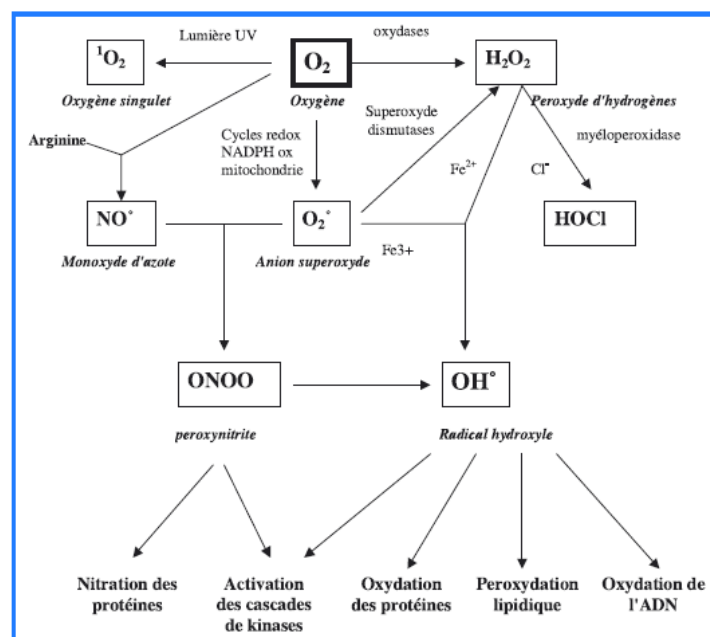 Lumière UV
oxydases
¹O₂
O₂
H₂O₂
Oxygène singulet
Oxygène
Peroxyde d'hydrogènes
Arginine
Cycles redox
NADPH ox
mitochondrie
Superoxyde
dismutases
Fe²⁺
Cl⁻
myéloperoxidase
NO°
O₂°
HOCl
Monoxyde d'azote
Anion superoxyde
Fe3+
ONOO
OH°
peroxynitrite
Radical hydroxyle
Nitration des
protéines
Activation
des cascades
de kinases
Oxydation
des protéines
Peroxydation
lipidique
Oxydation de
l'ADN